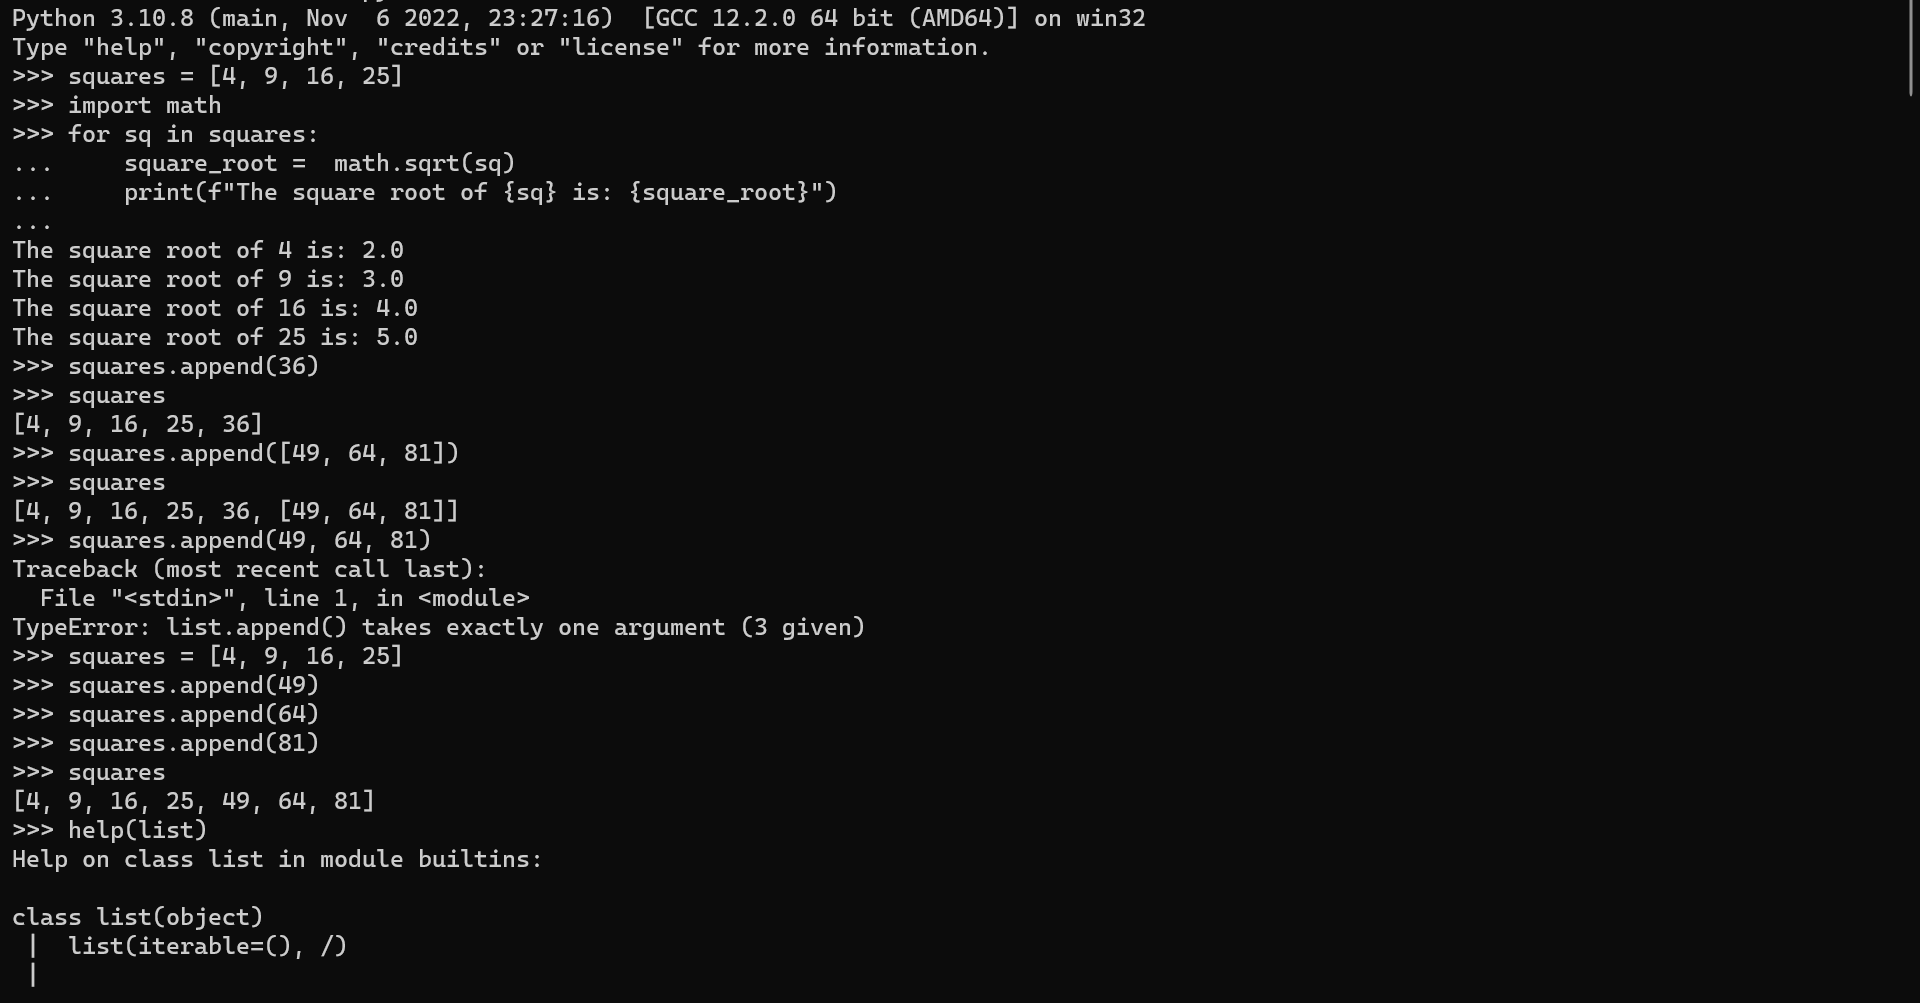 Python 3.10.8 (main, Nov  6 2022, 23:27:16)  [GCC 12.2.0 64 bit (AMD64)] on win32
Type "help", "copyright", "credits" or "license" for more information.
>>> squares = [4, 9, 16, 25]
>>> import math
>>> for sq in squares:
...     square_root =  math.sqrt(sq)
...     print(f"The square root of {sq} is: {square_root}")
...
The square root of 4 is: 2.0
The square root of 9 is: 3.0
The square root of 16 is: 4.0
The square root of 25 is: 5.0
>>> squares.append(36)
>>> squares
[4, 9, 16, 25, 36]
>>> squares.append([49, 64, 81])
>>> squares
[4, 9, 16, 25, 36, [49, 64, 81]]
>>> squares.append(49, 64, 81)
Traceback (most recent call last):
  File "<stdin>", line 1, in <module>
TypeError: list.append() takes exactly one argument (3 given)
>>> squares = [4, 9, 16, 25]
>>> squares.append(49)
>>> squares.append(64)
>>> squares.append(81)
>>> squares
[4, 9, 16, 25, 49, 64, 81]
>>> help(list)
Help on class list in module builtins:

class list(object)
 |  list(iterable=(), /)
 |